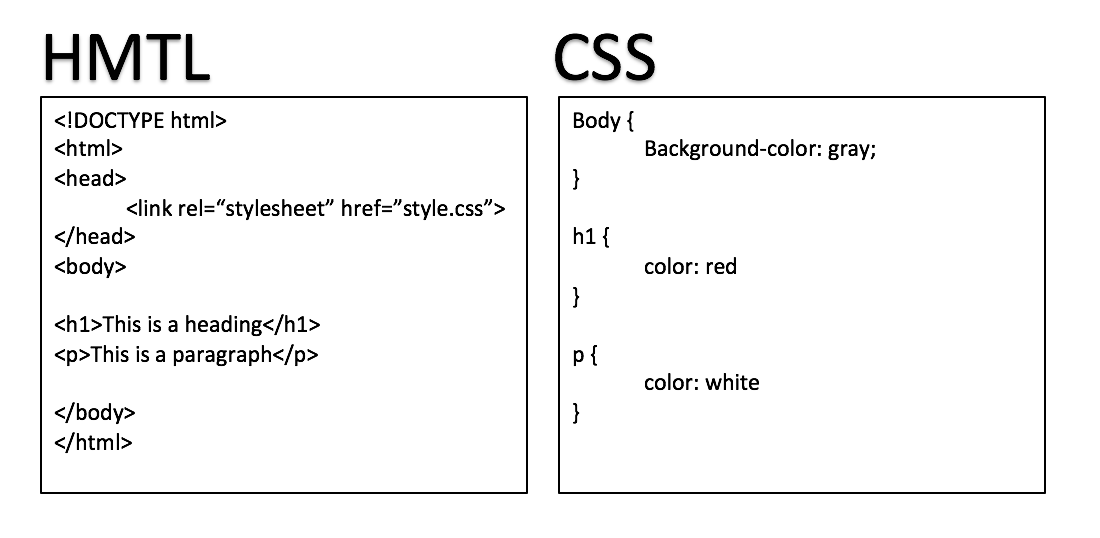 HMTL
<!DOCTYPE html>
<html>
<head>
<link rel=“stylesheet” href=”style.css”>
</head>
<body>
<h1>This is a heading</h1>
<p>This is a paragraph</p>
</body>
</html>
CSS
Body {
Background-color: gray;
}
h1 {
color: red
}
p {
color: white
}